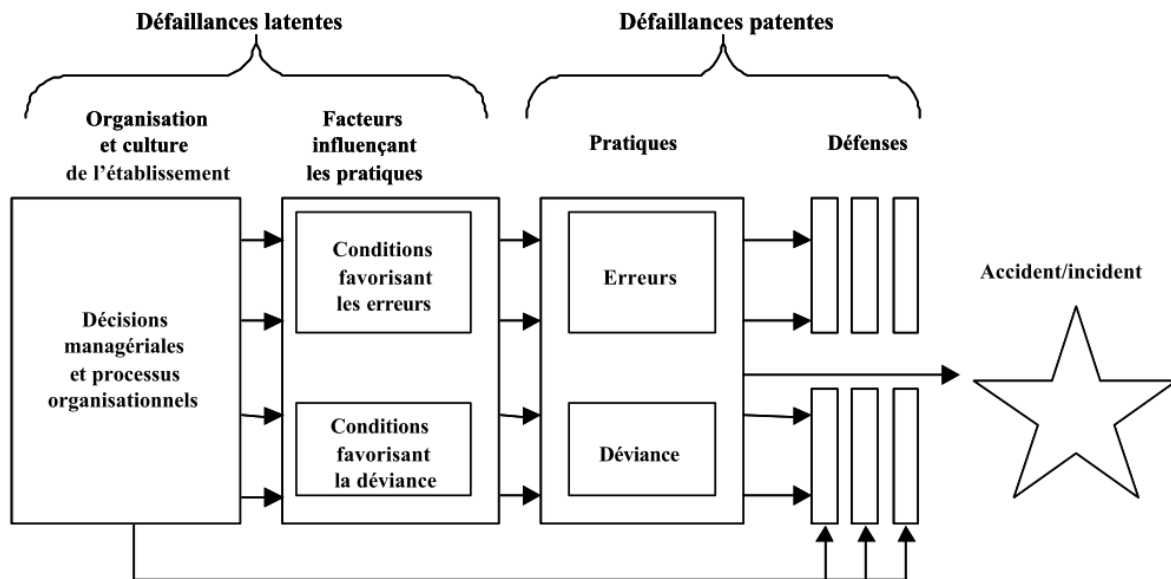 Défaillances latentes
Défaillances patentes
Organisation
et culture
de l’établissement
Facteurs
influençant
les pratiques
Pratiques
Défenses
Décisions
managériales
et processus
organisationnels
Conditions
favorisant
les erreurs
Conditions
favorisant
la déviance
Erreurs
Déviance
Accident/incident